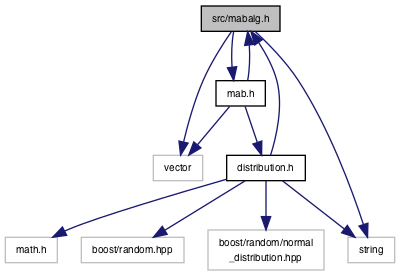 src/mabalg.h
mab.h
vector
distribution.h
math.h
boost/random.hpp
boost/random/normal
_distribution.hpp
string